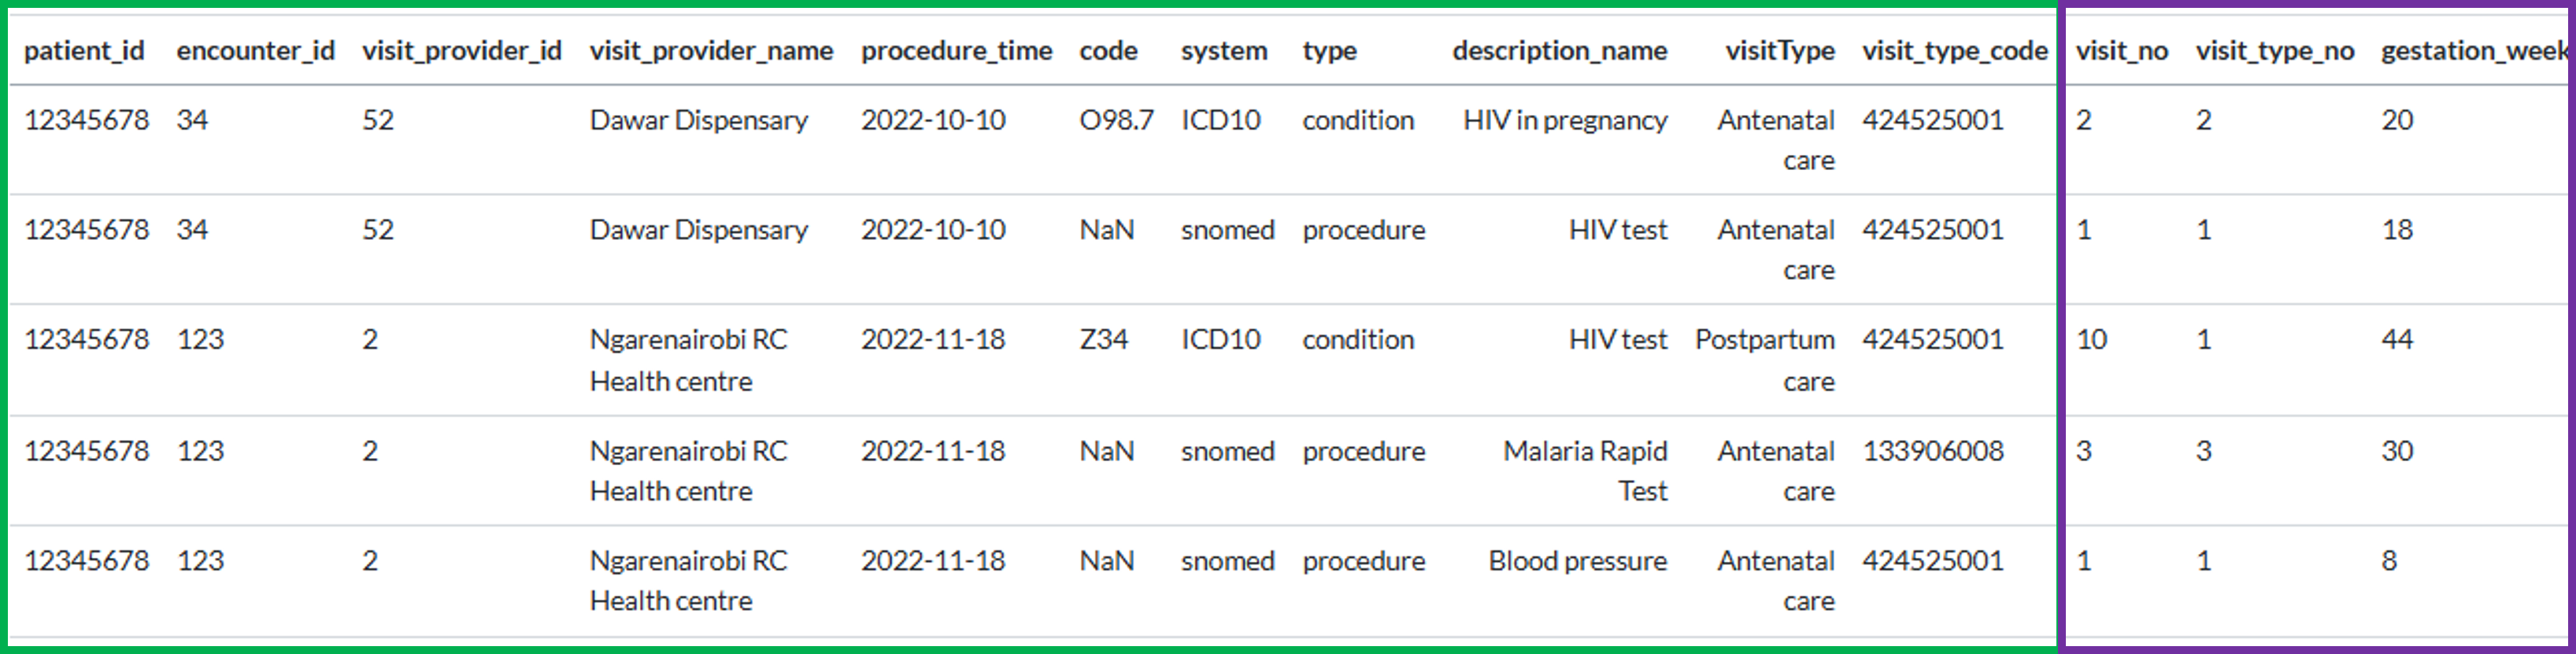 patient_id encounter_id visit_provider_id visit_provider_name procedure_time code system type description_name visitType visit_type_code visit_no visit_type_no gestation_week
12345678 34 52 Dawar Dispensary 2022-10-10 O98.7 ICD10 condition HIV in pregnancy Antenatal 424525001 2 2 20
care
12345678 34 52 Dawar Dispensary 2022-10-10 NaN snomed procedure HIV test Antenatal 424525001 1 1 18
care
12345678 123 2 Ngarenairobi RC 2022-11-18 Z34 ICD10 condition HIV test Postpartum 424525001 10 1 44
Health centre care
12345678 123 2 Ngarenairobi RC 2022-11-18 NaN snomed procedure Malaria Rapid Antenatal 133906008 3 3 30
Health centre Test care
12345678 123 2 Ngarenairobi RC 2022-11-18 NaN snomed procedure Blood pressure Antenatal 424525001 1 1 8
Health centre care